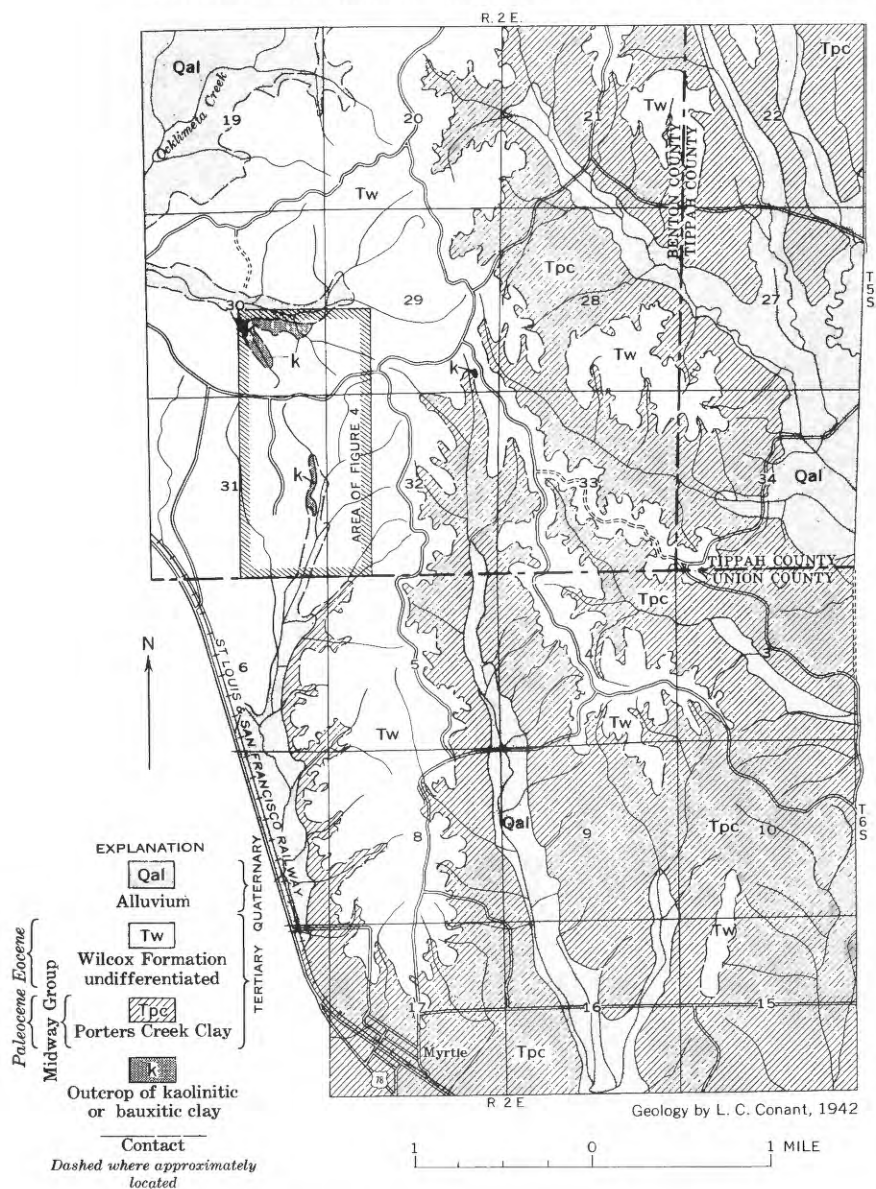 R. 2 E.
Qal
Ocklimeta Creek
19
20
21
22
Tw
Tpc
BENTON COUNTY
TIPPAH COUNTY
Tw
T. 5 S.
Tpc
30
29
28
27
k
k
Tw
AREA OF FIGURE 4
31
k
32
33
34
Qal
TIPPAH COUNTY
UNION COUNTY
Tpc
N
6
5
3
ST LOUIS & SAN FRANCISCO RAILWAY
Tw
Tw
T. 6 S.
8
Qal
9
Tpc
10
Tw
17
16
15
Myrtle
Tpc
78
R 2 E.
Geology by L. C. Conant, 1942
1 0 1 MILE
EXPLANATION
Qal
Alluvium
QUATERNARY
Tw
Wilcox Formation
undifferentiated
Tpc
Porters Creek Clay
TERTIARY
Paleocene Eocene
Midway Group
k
Outcrop of kaolinitic
or bauxitic clay
Contact
Dashed where approximately
located